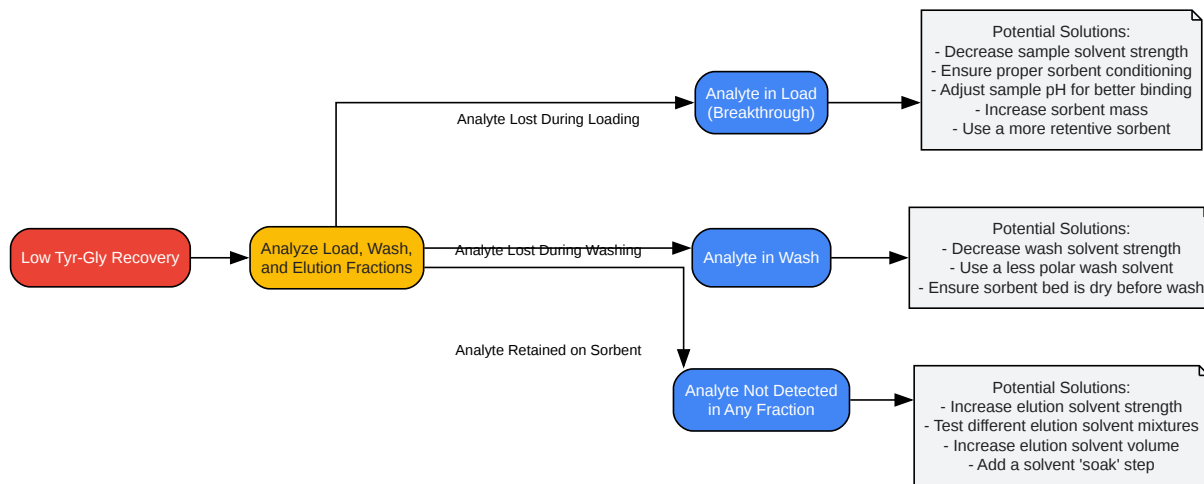 Low Tyr-Gly Recovery
Analyze Load, Wash,
and Elution Fractions
Analyte Lost During Loading
Analyte in Load
(Breakthrough)
Potential Solutions:
- Decrease sample solvent strength
- Ensure proper sorbent conditioning
- Adjust sample pH for better binding
- Increase sorbent mass
- Use a more retentive sorbent
Analyte Lost During Washing
Analyte in Wash
Potential Solutions:
- Decrease wash solvent strength
- Use a less polar wash solvent
- Ensure sorbent bed is dry before wash
Analyte Retained on Sorbent
Analyte Not Detected
in Any Fraction
Potential Solutions:
- Increase elution solvent strength
- Test different elution solvent mixtures
- Increase elution solvent volume
- Add a solvent 'soak' step